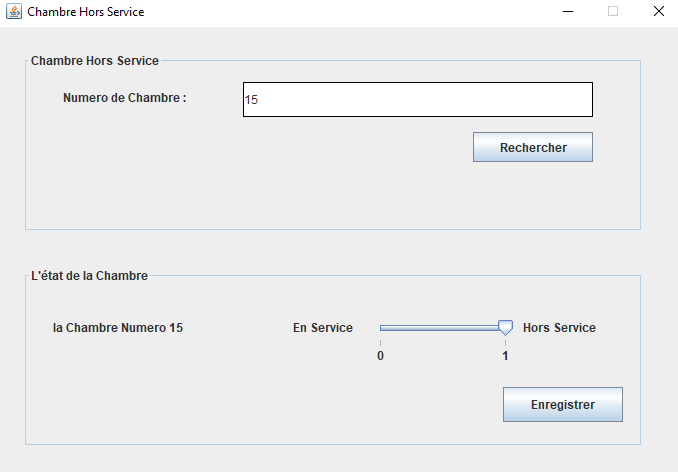 Chambre Hors Service
Chambre Hors Service
Numero de Chambre :
15
Rechercher
L'état de la Chambre
la Chambre Numero 15
En Service
Hors Service
0
1
Enregistrer